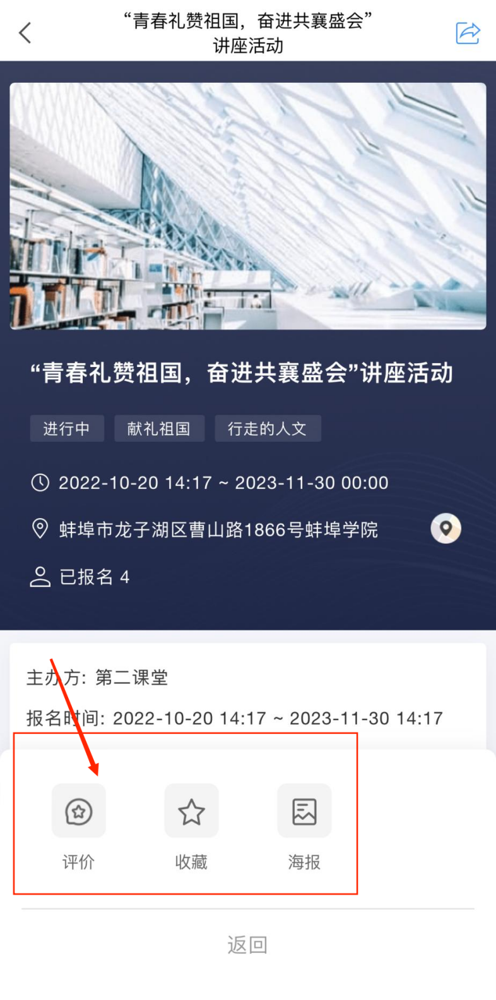 “青春礼赞祖国，奋进共襄盛会”
讲座活动
“青春礼赞祖国，奋进共襄盛会”讲座活动
进行中 献礼祖国 行走的人文
2022-10-20 14:17 ~ 2023-11-30 00:00
蚌埠市龙子湖区曹山路1866号蚌埠学院
已报名 4
主办方: 第二课堂
报名时间: 2022-10-20 14:17 ~ 2023-11-30 14:17
评价 收藏 海报
返回